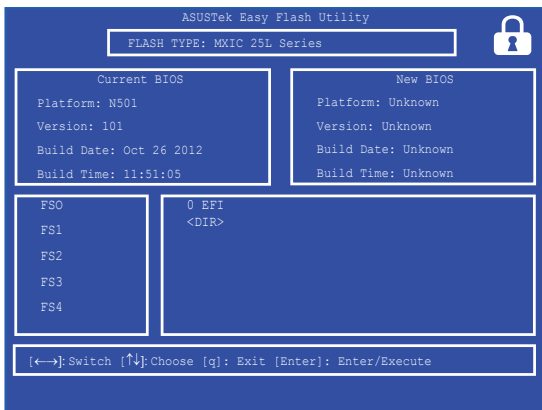 ASUSTek Easy Flash Utility
FLASH TYPE: MXIC 25L Series
Current BIOS
Platform: N501
Version: 101
Build Date: Oct 26 2012
Build Time: 11:51:05
New BIOS
Platform: Unknown
Version: Unknown
Build Date: Unknown
Build Time: Unknown
FSO
FS1
FS2
FS3
FS4
0 EFI
<DIR>
[←→]: Switch [↑↓]: Choose [q]: Exit [Enter]: Enter/Execute